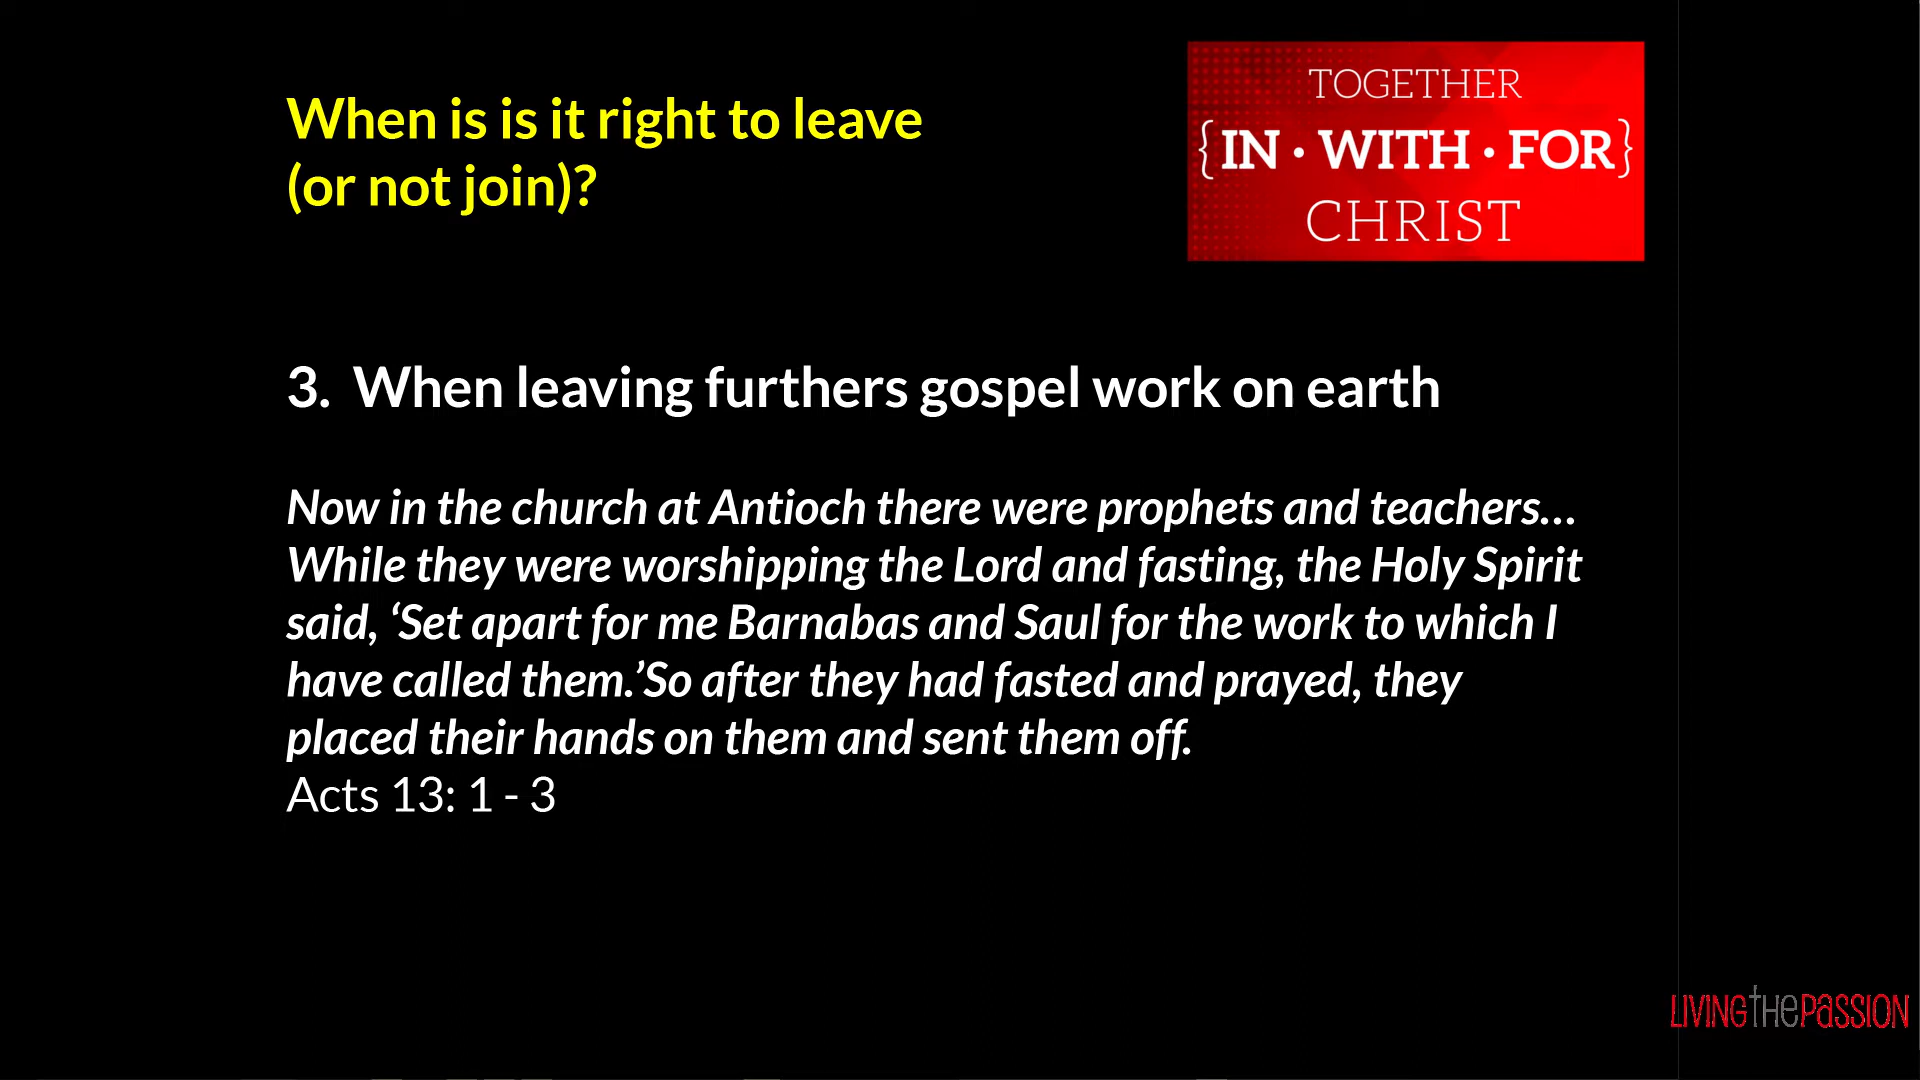 When is is it right to leave
(or not join)?
TOGETHER
{IN · WITH · FOR}
CHRIST
3. When leaving furthers gospel work on earth
Now in the church at Antioch there were prophets and teachers…
While they were worshipping the Lord and fasting, the Holy Spirit
said, ‘Set apart for me Barnabas and Saul for the work to which I
have called them.’So after they had fasted and prayed, they
placed their hands on them and sent them off.
Acts 13: 1 - 3
LIVINGthePaSSION